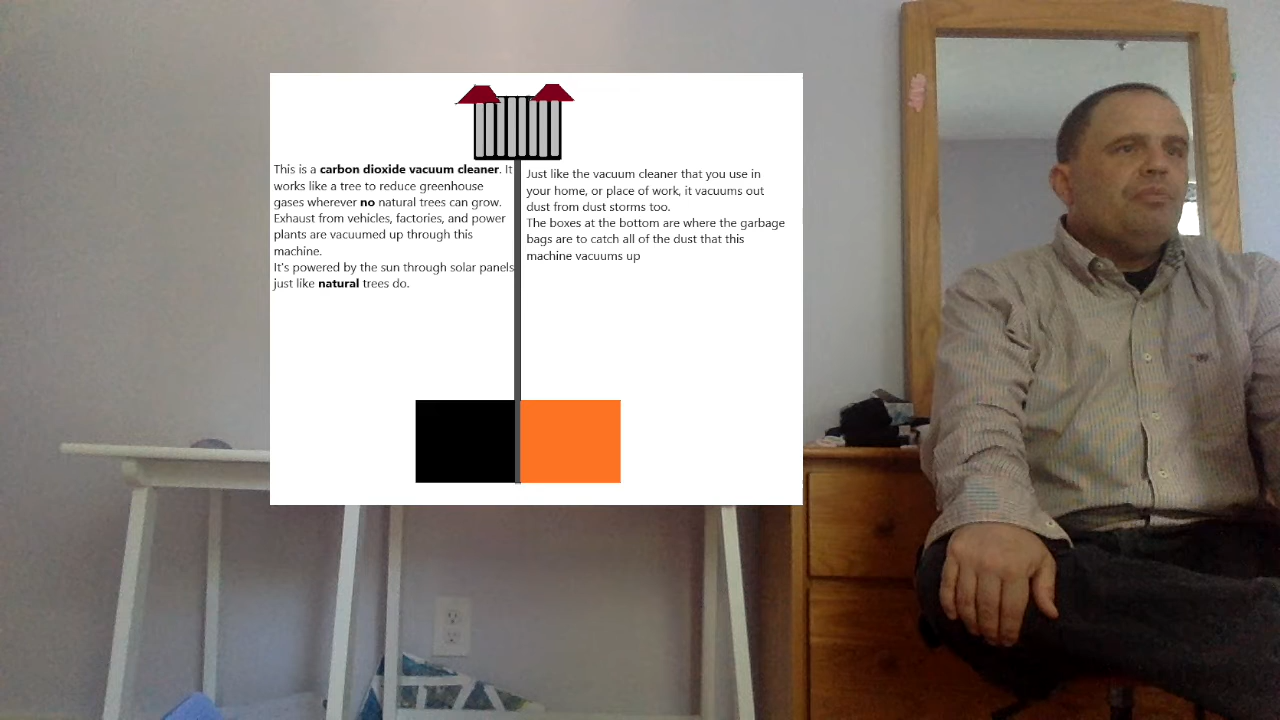 This is a carbon dioxide vacuum cleaner. It
works like a tree to reduce greenhouse
gases wherever no natural trees can grow.
Exhaust from vehicles, factories, and power
plants are vacuumed up through this
machine.
It's powered by the sun through solar panels
just like natural trees do.
Just like the vacuum cleaner that you use in
your home, or place of work, it vacuums out
dust from dust storms too.
The boxes at the bottom are where the garbage
bags are to catch all of the dust that this
machine vacuums up